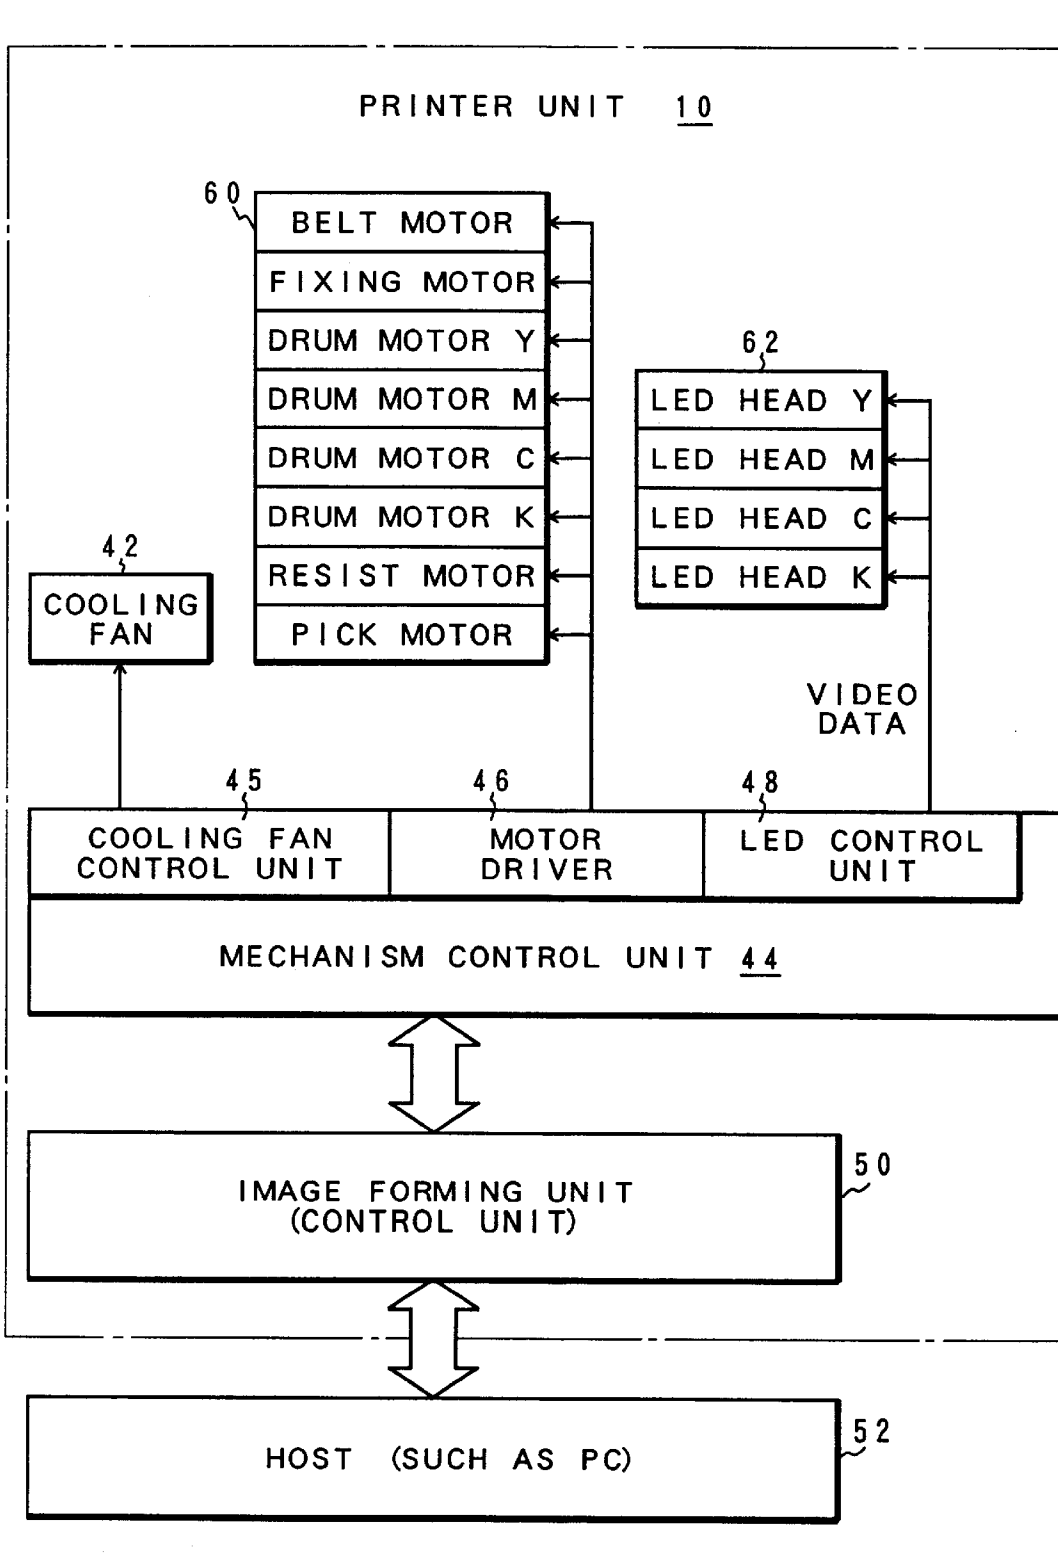 PRINTER UNIT 10
60
BELT MOTOR
FIXING MOTOR
DRUM MOTOR Y
DRUM MOTOR M
DRUM MOTOR C
DRUM MOTOR K
RESIST MOTOR
PICK MOTOR
62
LED HEAD Y
LED HEAD M
LED HEAD C
LED HEAD K
42
COOLING
FAN
VIDEO
DATA
45
COOLING FAN
CONTROL UNIT
46
MOTOR
DRIVER
48
LED CONTROL
UNIT
MECHANISM CONTROL UNIT 44
50
IMAGE FORMING UNIT
(CONTROL UNIT)
52
HOST (SUCH AS PC)